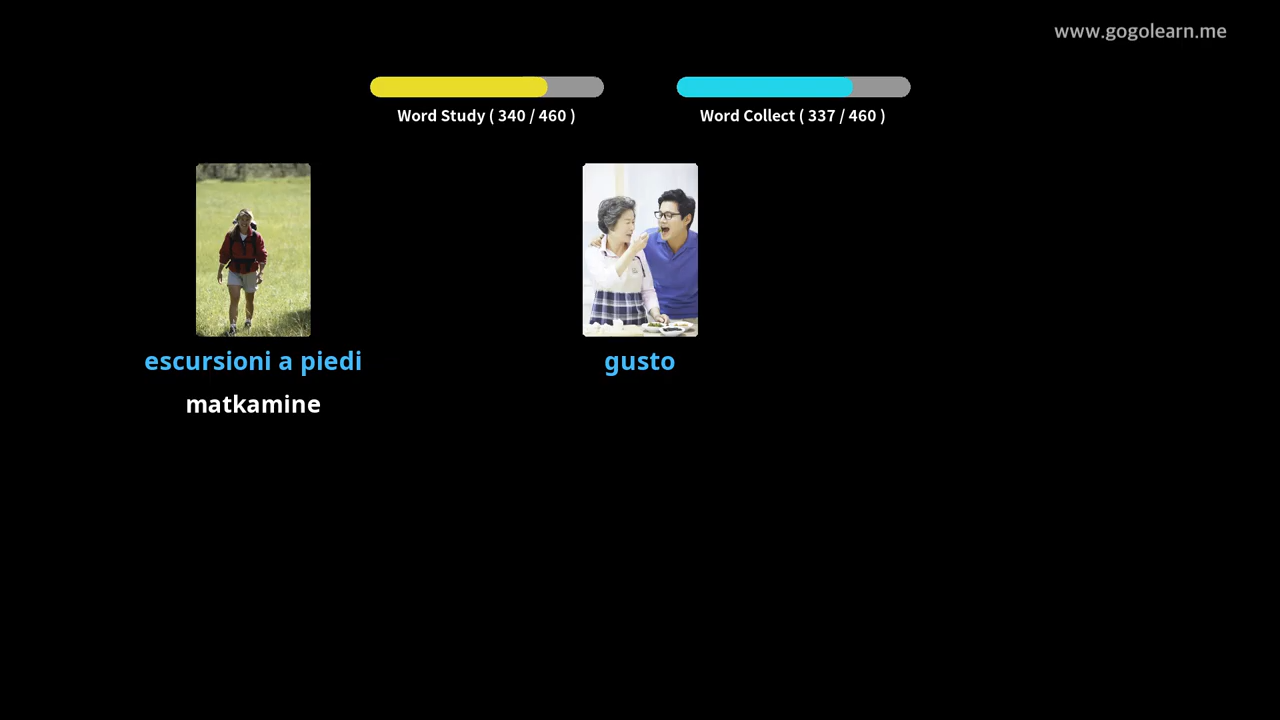 www.gogolearn.me
Word Study ( 340 / 460 )
Word Collect ( 337 / 460 )
escursioni a piedi
gusto
matkamine